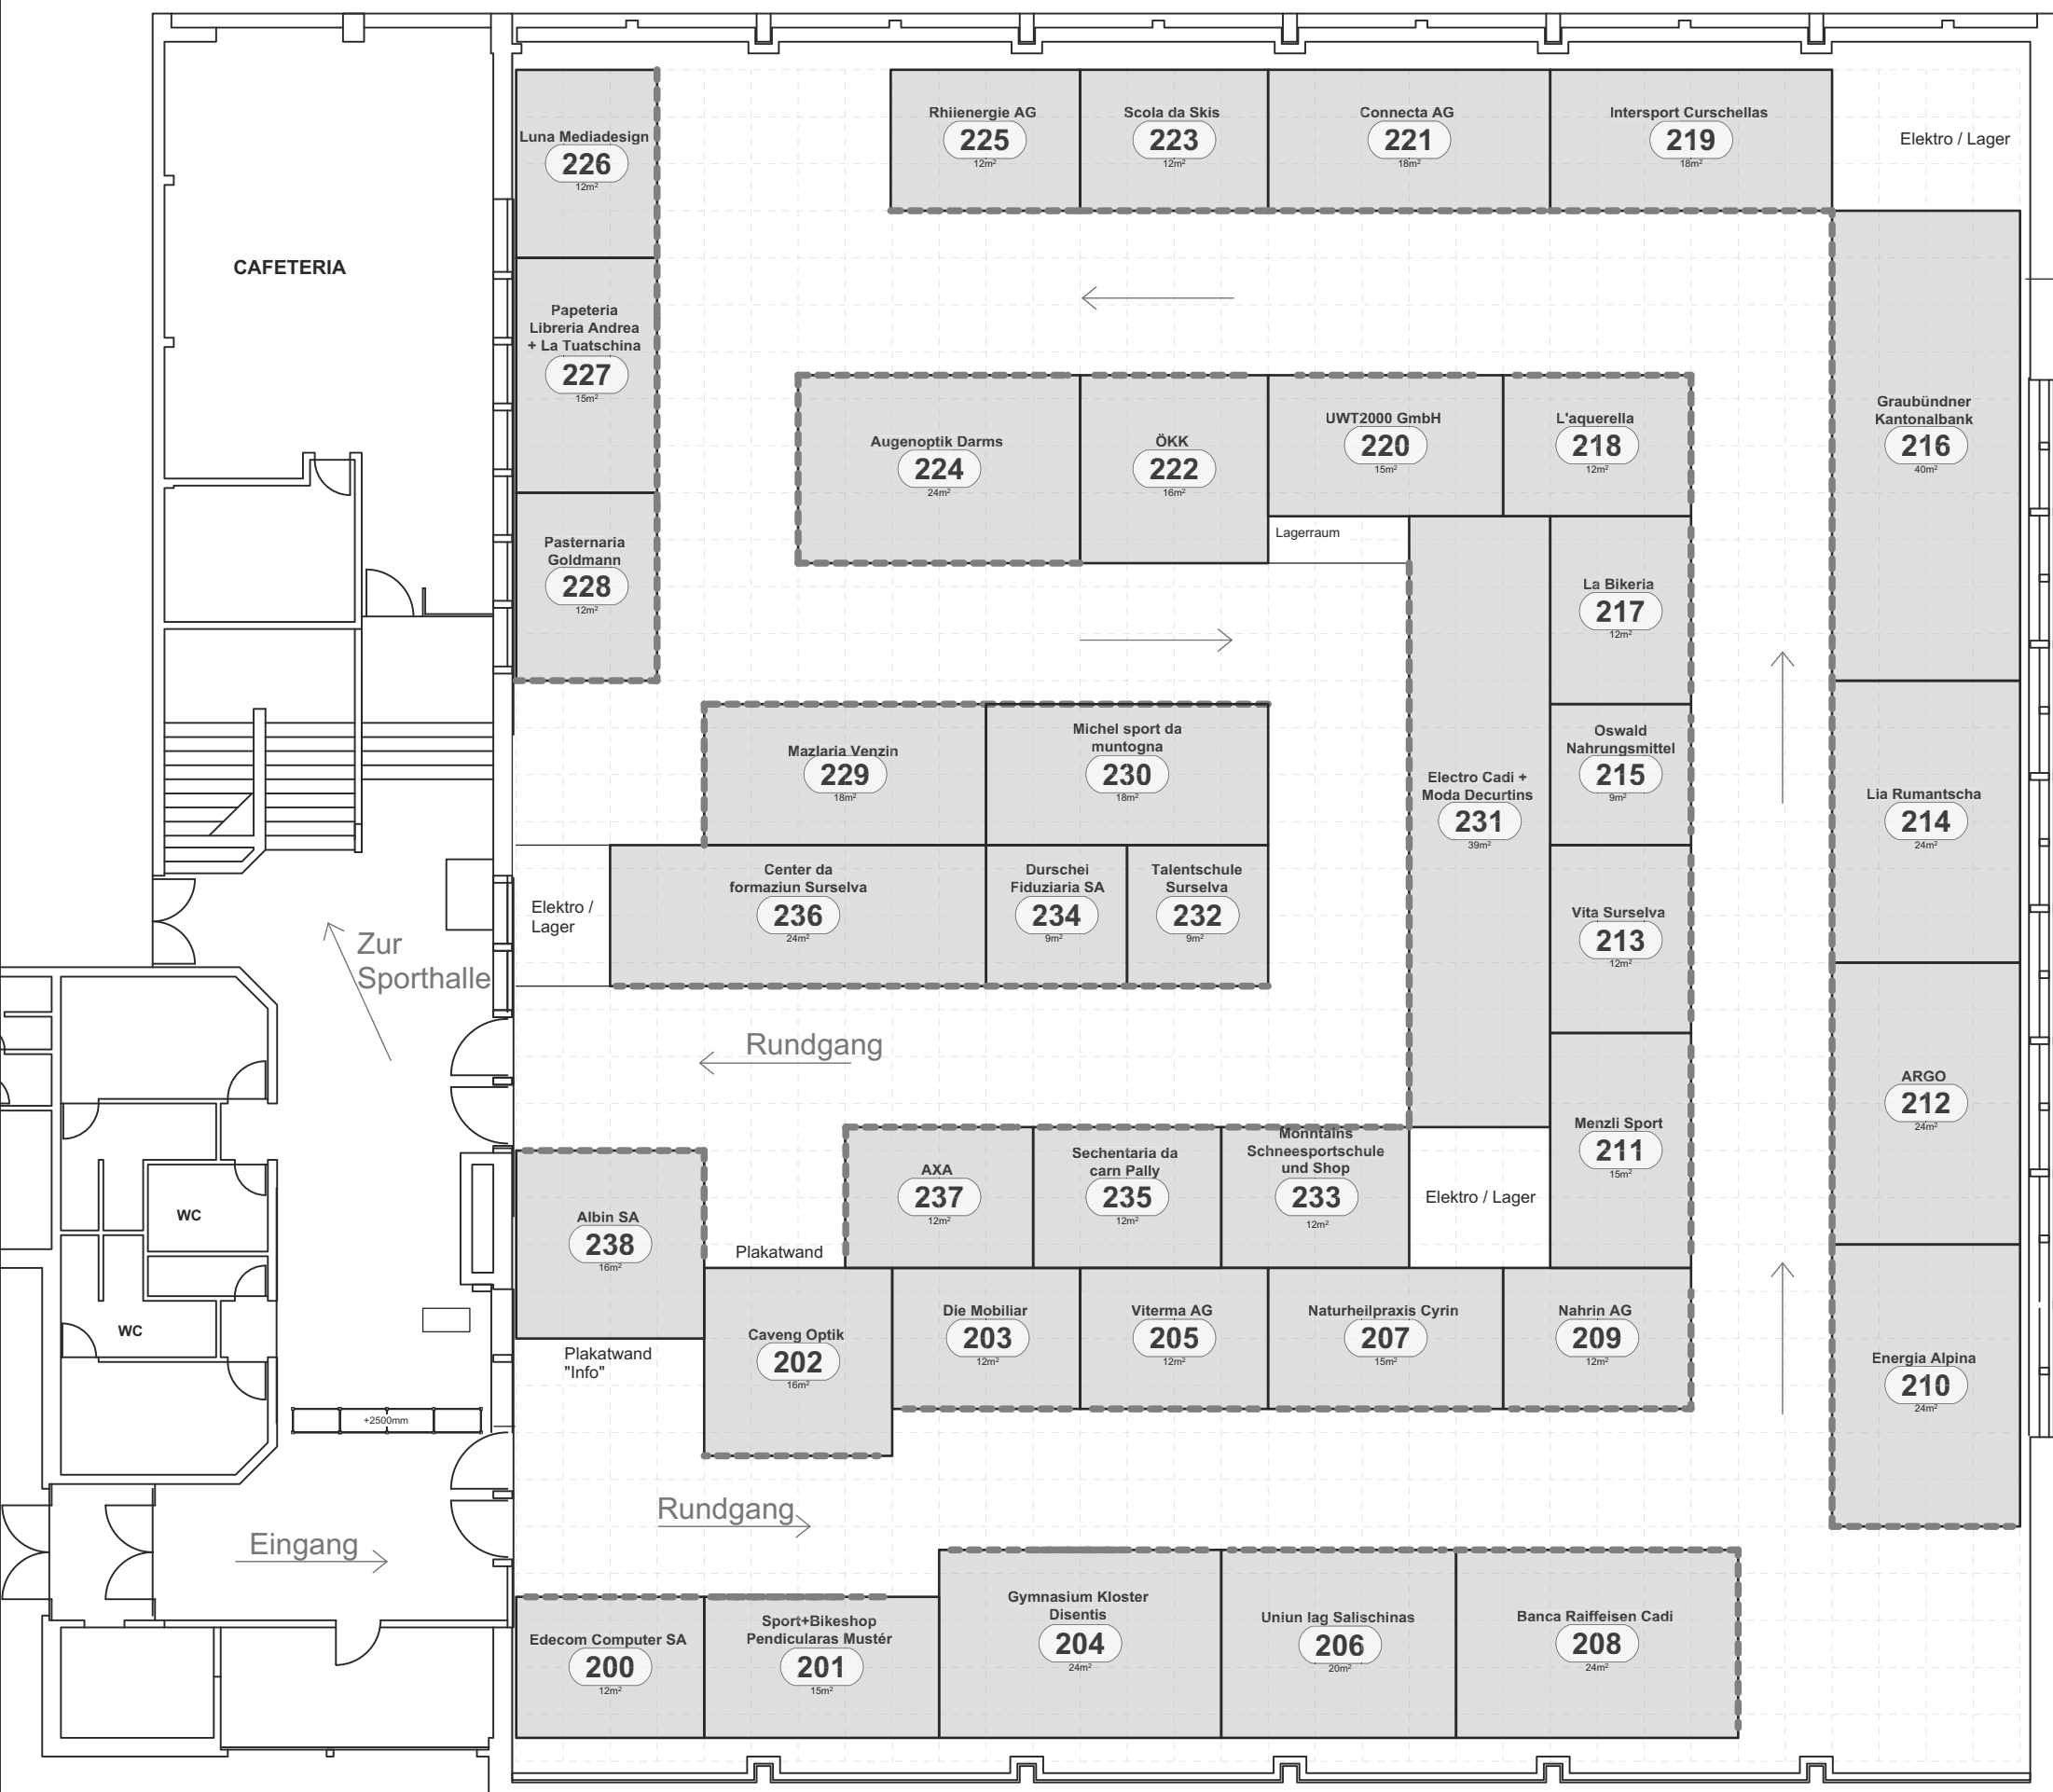 CAFETERIA
Luna Mediadesign
226
12m²
Papeteria
Libreria Andrea
+ La Tuatschina
227
15m²
Pasternaria
Goldmann
228
12m²
Rhiienergie AG
225
12m²
Scola da Skis
223
12m²
Connecta AG
221
18m²
Intersport Curschellas
219
18m²
Elektro / Lager
Augenoptik Darms
224
24m²
ÖKK
222
16m²
UWT2000 GmbH
220
15m²
L'aquerella
218
12m²
Lagerraum
Graubündner
Kantonalbank
216
40m²
La Bikeria
217
12m²
Mazlaria Venzin
229
18m²
Michel sport da
muntogna
230
18m²
Electro Cadi +
Moda Decurtins
231
39m²
Oswald
Nahrungsmittel
215
9m²
Lia Rumantscha
214
24m²
Elektro /
Lager
Center da
formaziun Surselva
236
24m²
Durschei
Fiduziaria SA
234
9m²
Talentschule
Surselva
232
9m²
Vita Surselva
213
12m²
Zur
Sporthalle
Rundgang
ARGO
212
24m²
Menzli Sport
211
15m²
WC
WC
Albin SA
238
16m²
Plakatwand
AXA
237
12m²
Sechentaria da
carn Pally
235
12m²
Monntains
Schneesportschule
und Shop
233
12m²
Elektro / Lager
Plakatwand
"Info"
Caveng Optik
202
16m²
Die Mobiliar
203
12m²
Viterma AG
205
12m²
Naturheilpraxis Cyrin
207
15m²
Nahrin AG
209
12m²
Energia Alpina
210
24m²
+2500mm
Rundgang
Eingang
Edecom Computer SA
200
12m²
Sport+Bikeshop
Pendicularas Mustér
201
15m²
Gymnasium Kloster
Disentis
204
24m²
Uniun lag Salischinas
206
20m²
Banca Raiffeisen Cadi
208
24m²